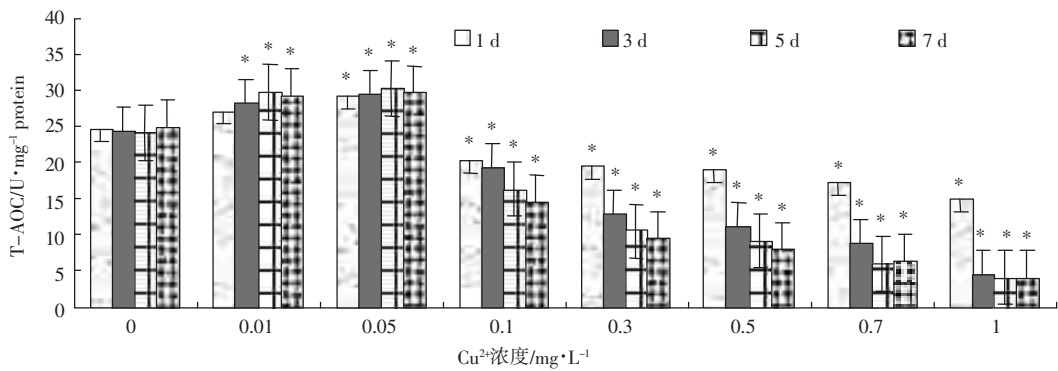 40
35
30
25
20
15
10
5
0
T-AOC/U·mg⁻¹ protein
1 d 3 d 5 d 7 d
* * *
* * * *
* * * *
* * * *
* * * *
* * * *
* * * *
0 0.01 0.05 0.1 0.3 0.5 0.7 1
Cu²⁺浓度/mg·L⁻¹